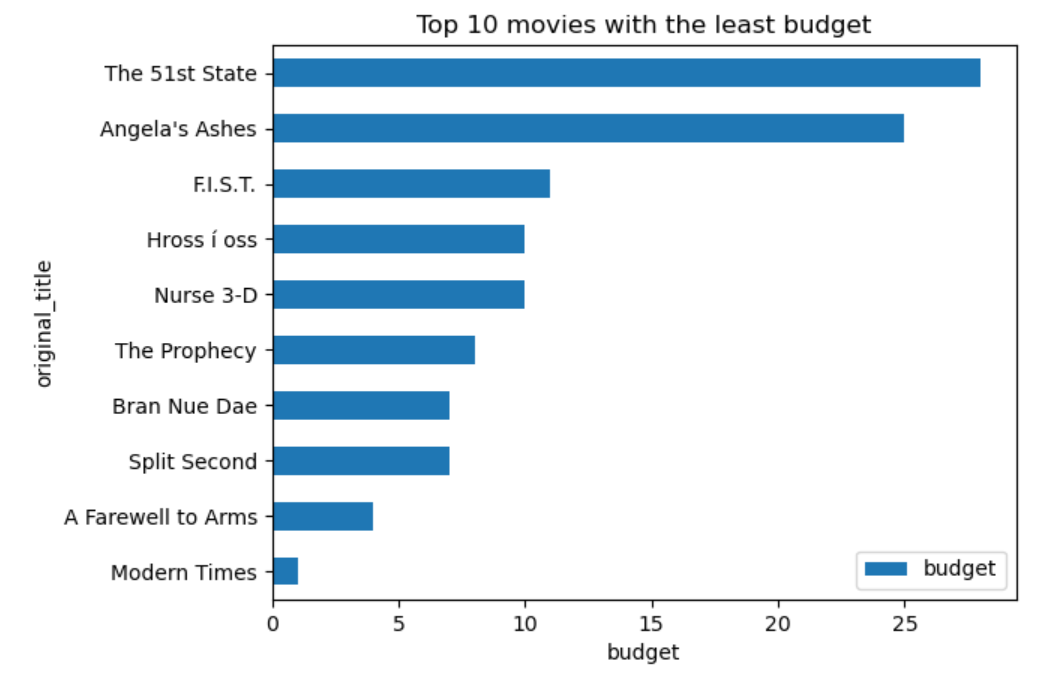 Top 10 movies with the least budget
original_title
The 51st State
Angela's Ashes
F.I.S.T.
Hross í oss
Nurse 3-D
The Prophecy
Bran Nue Dae
Split Second
A Farewell to Arms
Modern Times
budget
0 5 10 15 20 25
budget